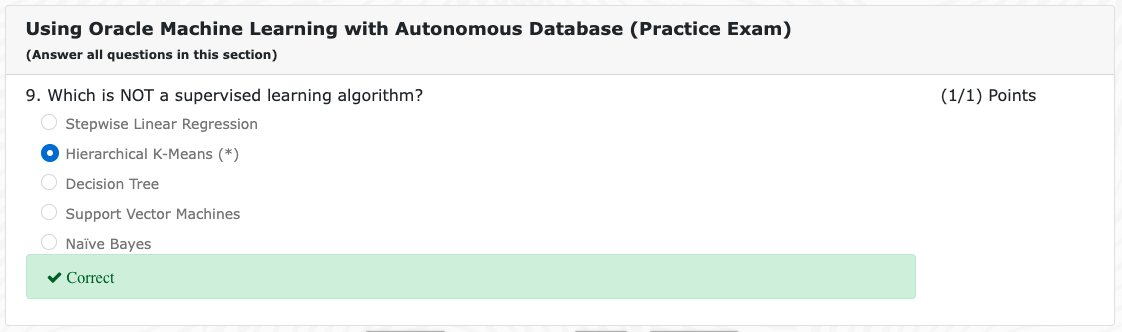 Using Oracle Machine Learning with Autonomous Database (Practice Exam)
(Answer all questions in this section)
9. Which is NOT a supervised learning algorithm? (1/1) Points
Stepwise Linear Regression
Hierarchical K-Means (*)
Decision Tree
Support Vector Machines
Naïve Bayes
Correct